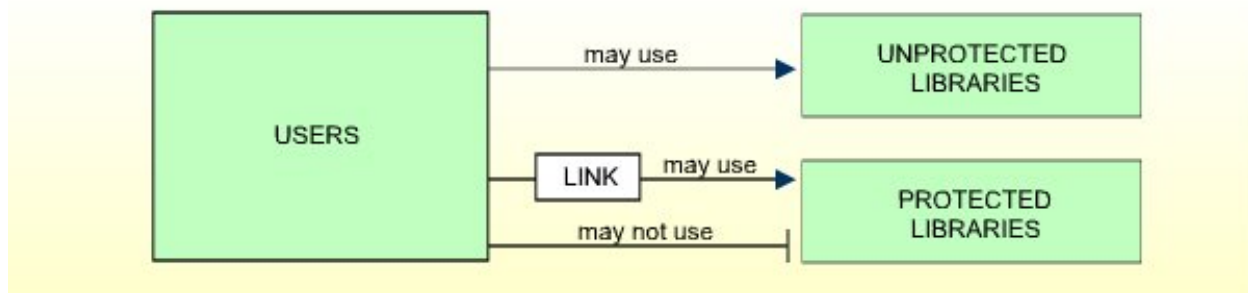 USERS
may use
UNPROTECTED
LIBRARIES
LINK
may use
PROTECTED
LIBRARIES
may not use